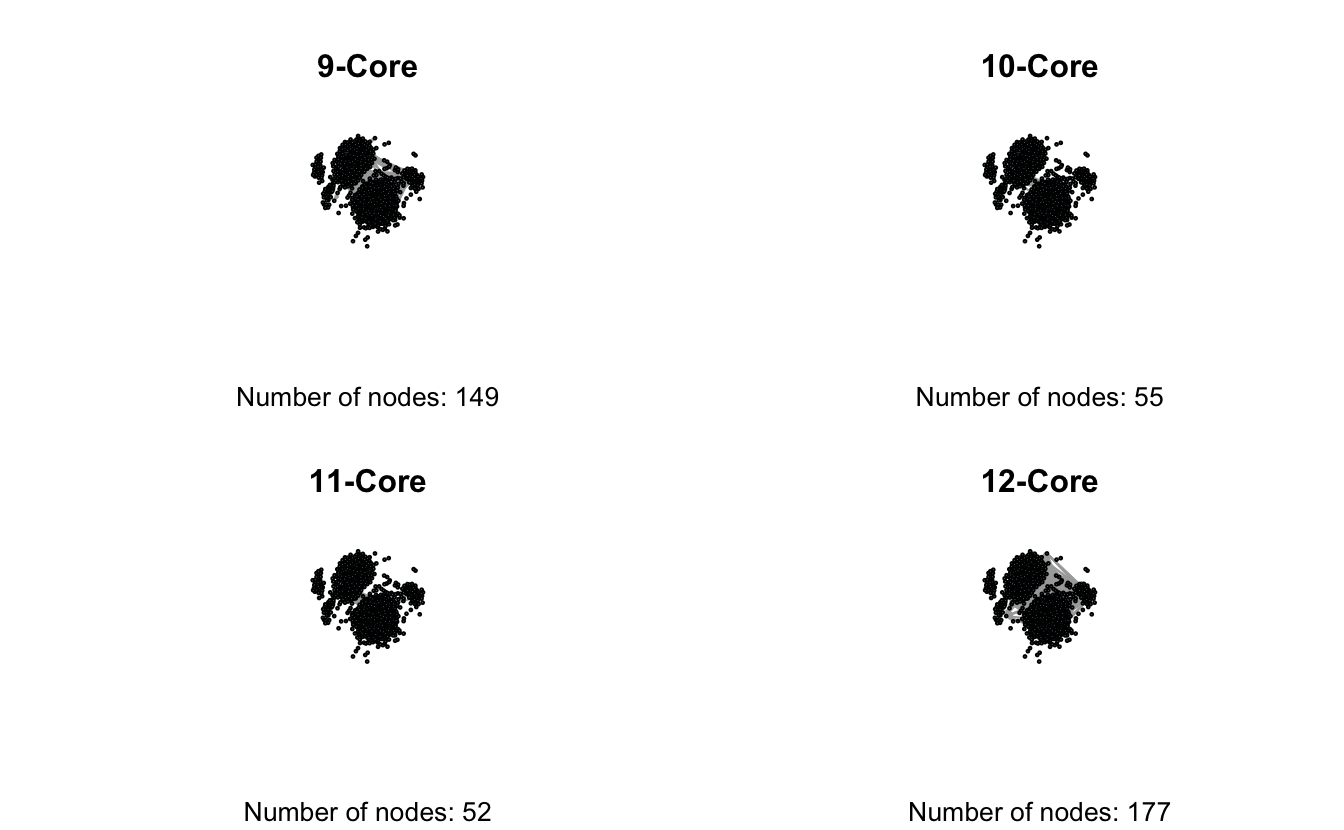 9-Core
10-Core
Number of nodes: 149
Number of nodes: 55
11-Core
12-Core
Number of nodes: 52
Number of nodes: 177